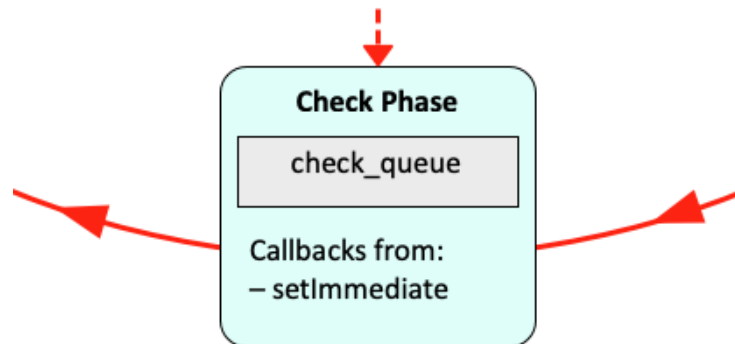 Check Phase
check_queue
Callbacks from:
– setImmediate